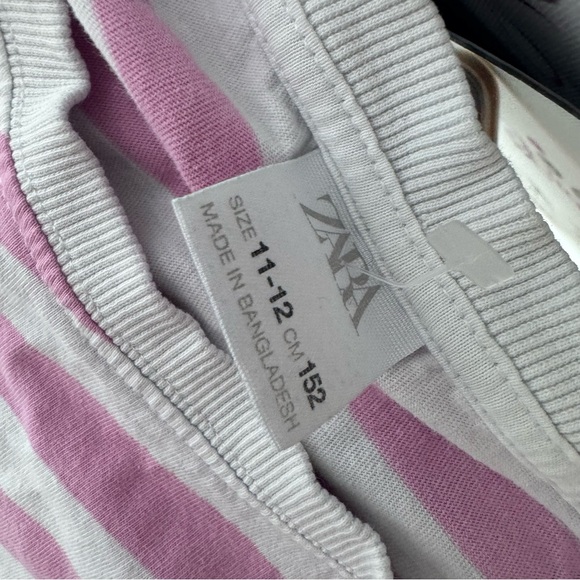 ZARA
SIZE 11-12 CM 152
MADE IN BANGLADESH